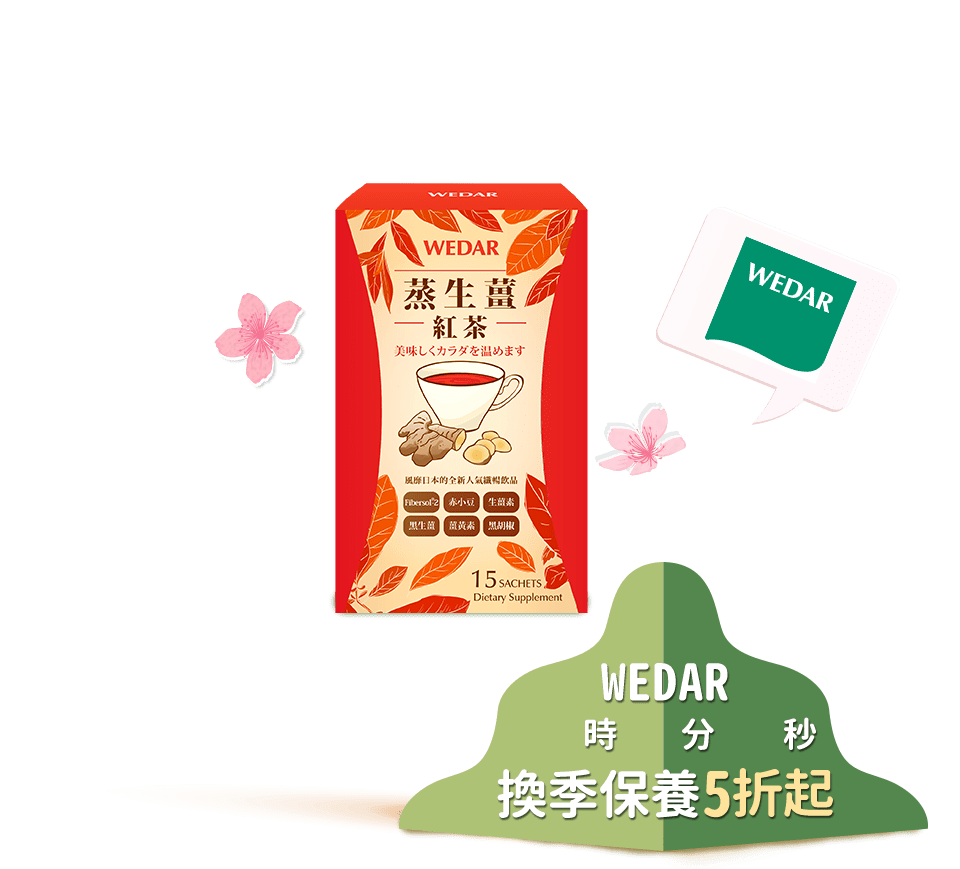 WEDAR
WEDAR
蒸生薑
紅茶
美味しくカラダを温めます
風靡日本的全新人氣纖暢飲品
Fibersol®-2 赤小豆 生薑素
黑生薑 薑黃素 黑胡椒
15 SACHETS
Dietary Supplement
WEDAR
WEDAR
時 分 秒
換季保養5折起